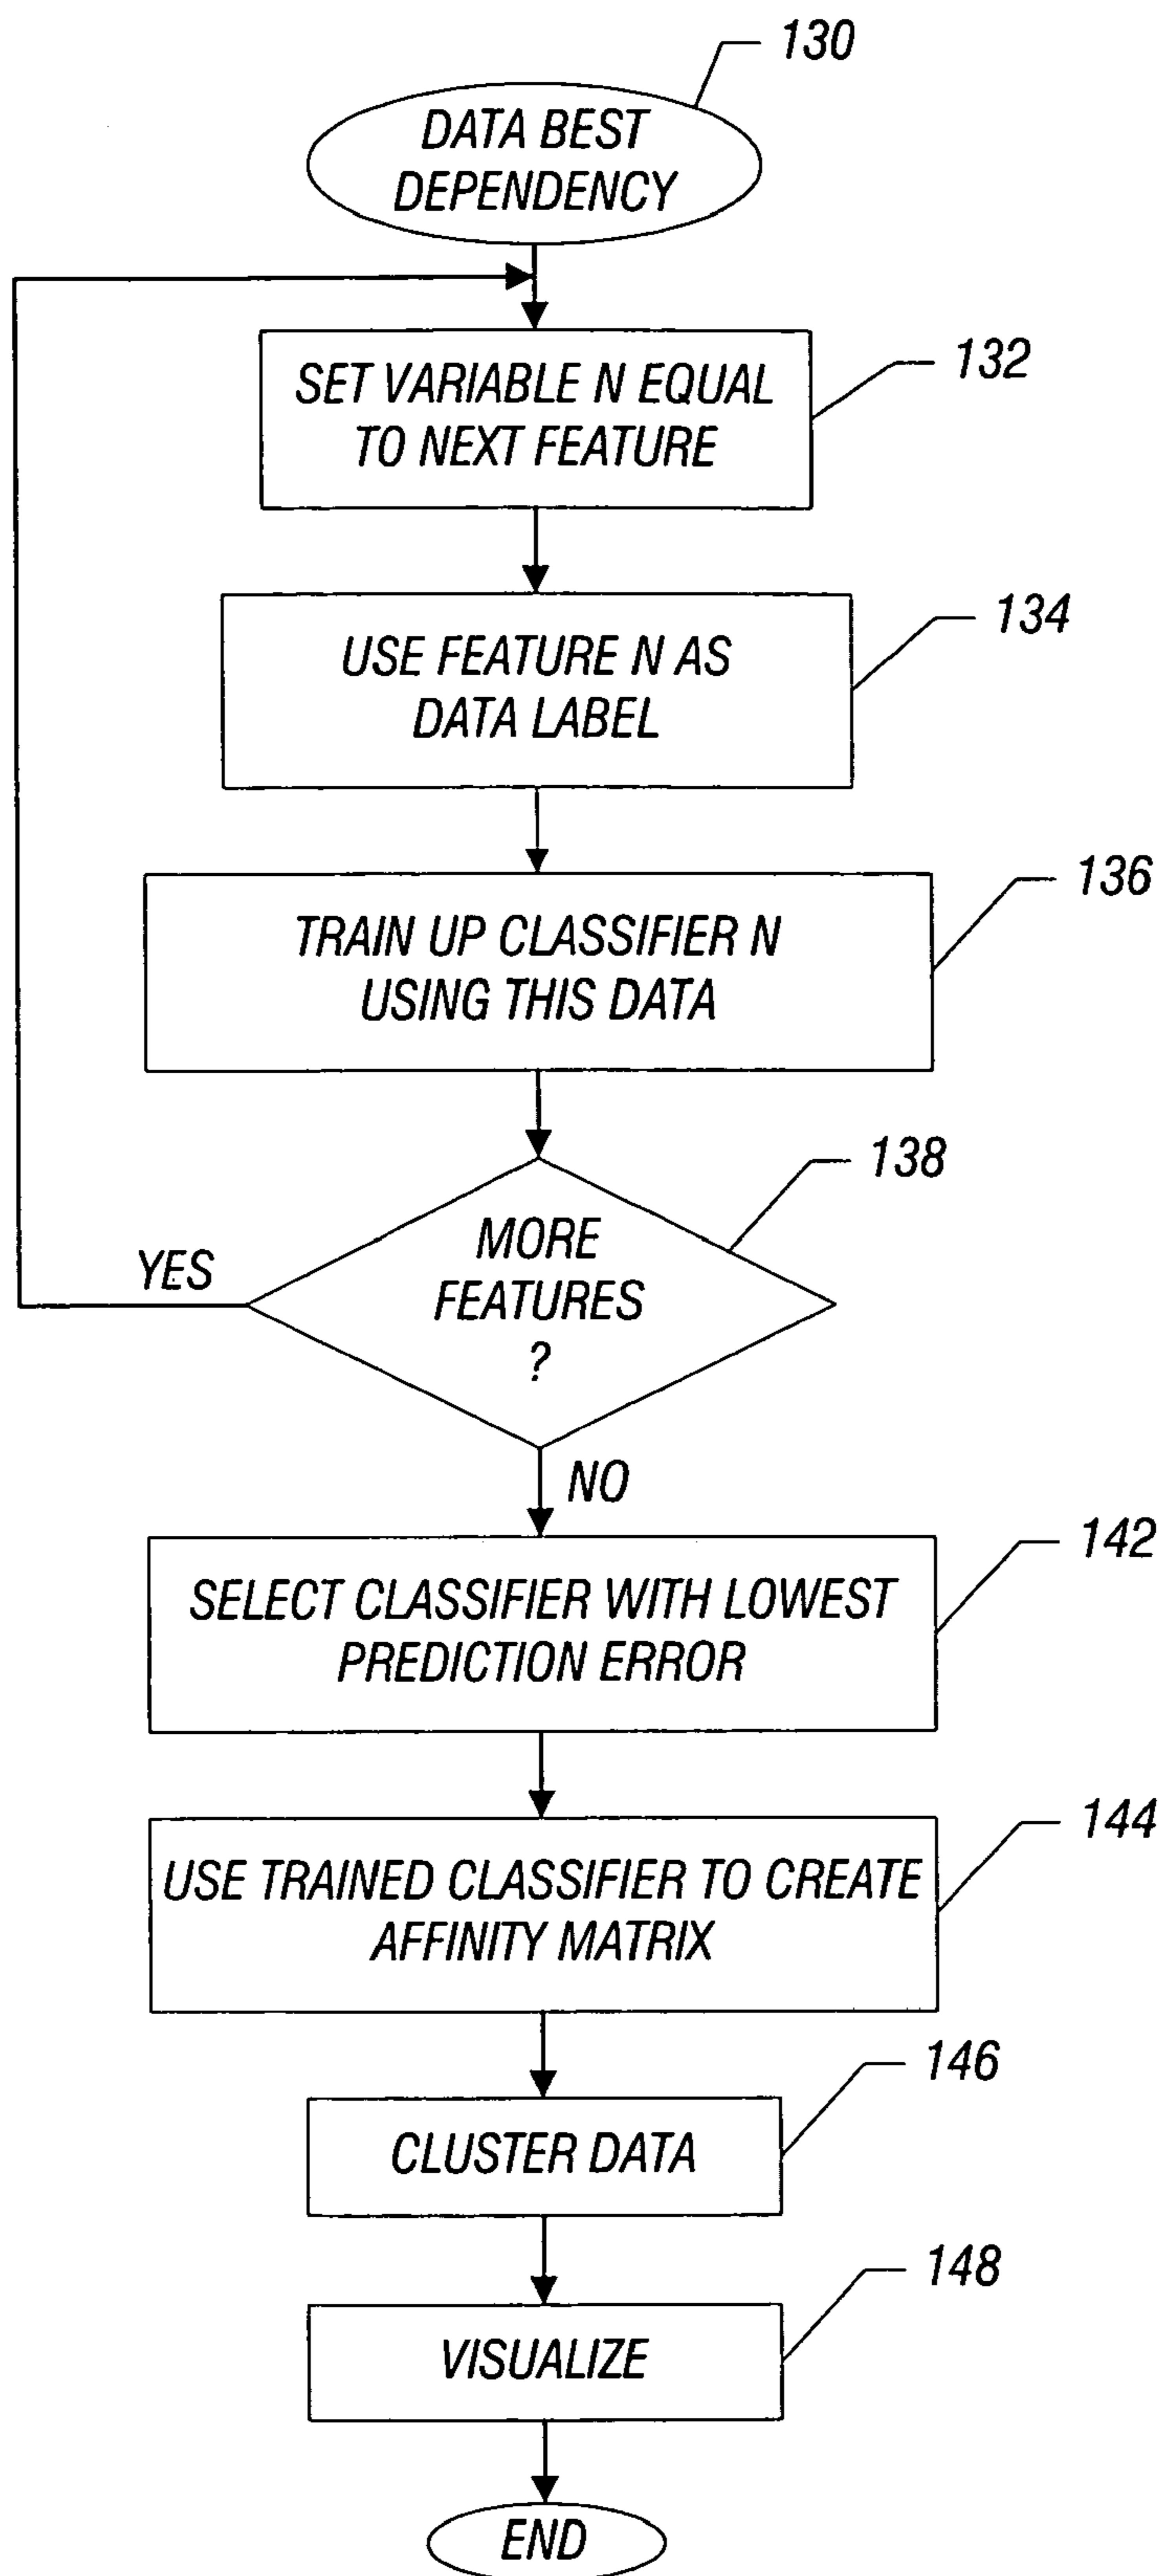 130
DATA BEST
DEPENDENCY
132
SET VARIABLE N EQUAL
TO NEXT FEATURE
134
USE FEATURE N AS
DATA LABEL
136
TRAIN UP CLASSIFIER N
USING THIS DATA
138
MORE
FEATURES
?
YES
NO
142
SELECT CLASSIFIER WITH LOWEST
PREDICTION ERROR
144
USE TRAINED CLASSIFIER TO CREATE
AFFINITY MATRIX
146
CLUSTER DATA
148
VISUALIZE
END